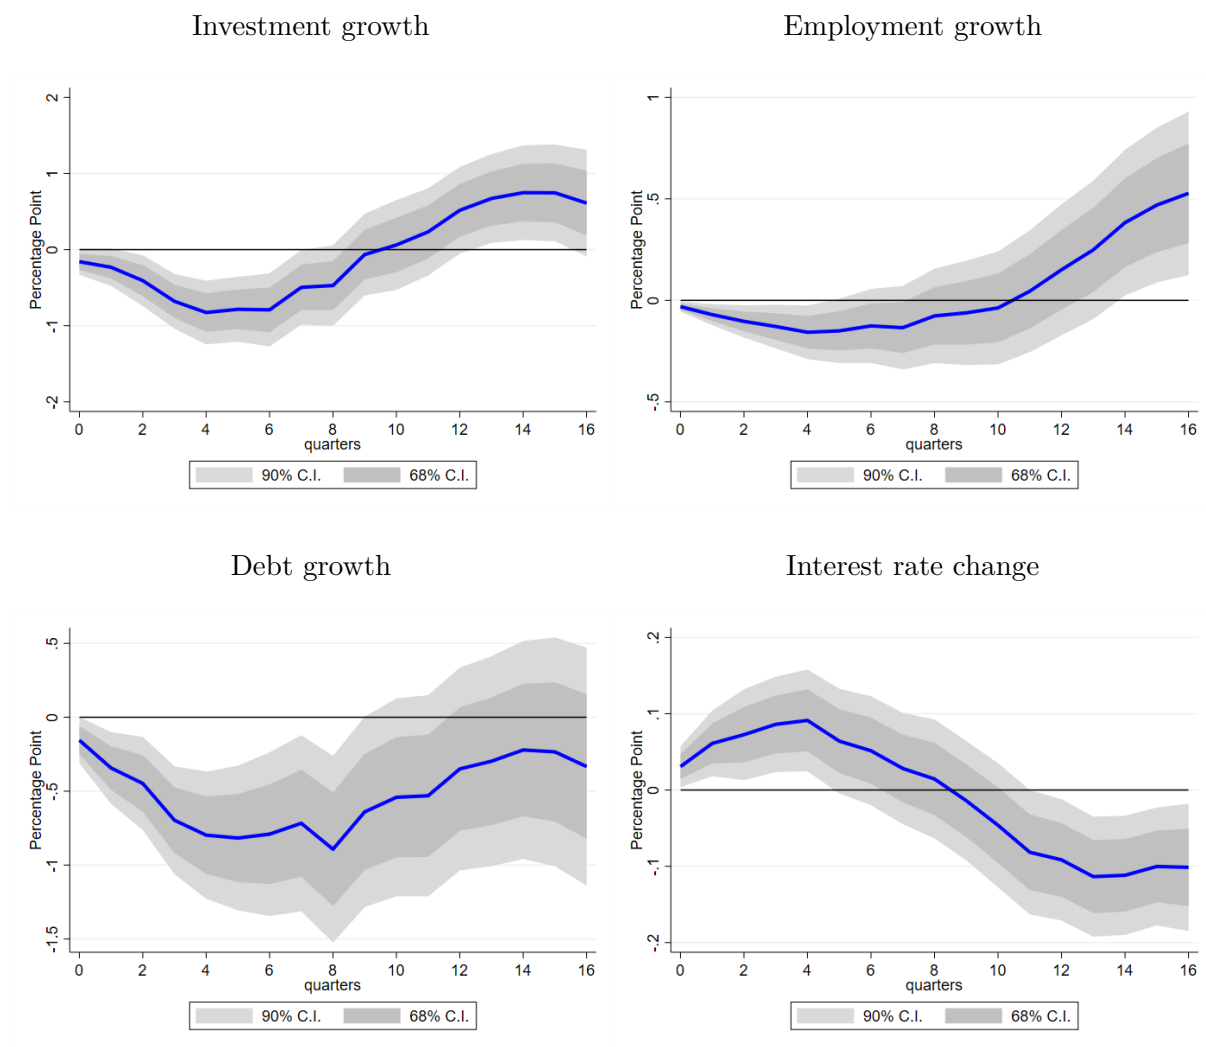 Investment growth
Employment growth
Percentage Point
2
1
0
-1
-2
0 2 4 6 8 10 12 14 16
quarters
90% C.I. 68% C.I.
Percentage Point
1
.5
0
-.5
0 2 4 6 8 10 12 14 16
quarters
90% C.I. 68% C.I.
Debt growth
Interest rate change
Percentage Point
.5
0
-.5
-1
-1.5
0 2 4 6 8 10 12 14 16
quarters
90% C.I. 68% C.I.
Percentage Point
.2
.1
0
-.1
-.2
0 2 4 6 8 10 12 14 16
quarters
90% C.I. 68% C.I.